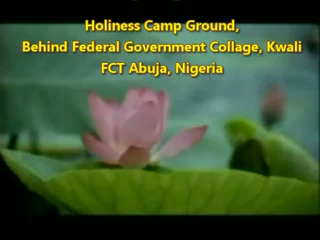 Holiness Camp Ground,
Behind Federal Government Collage, Kwali
FCT Abuja, Nigeria